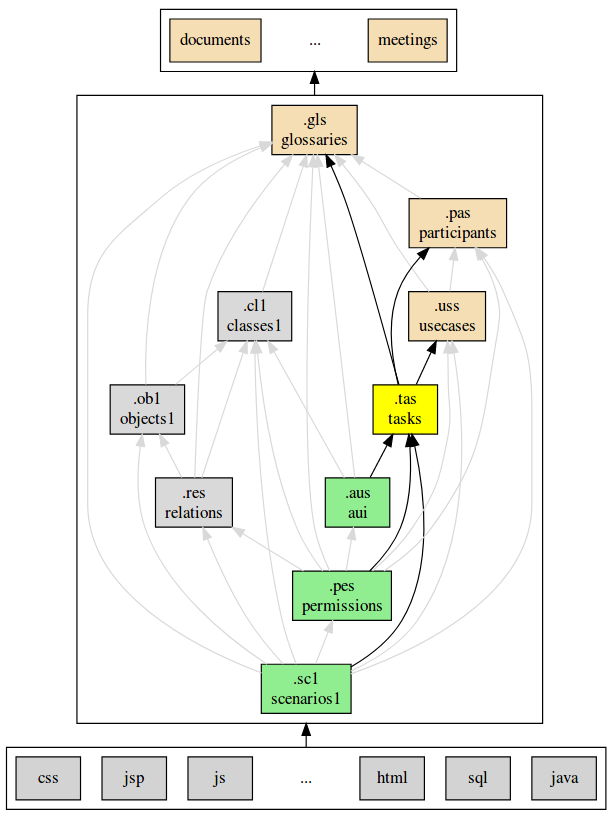 documents ... meetings
.gls
glossaries
.pas
participants
.cl1
classes1
.uss
usecases
.ob1
objects1
.tas
tasks
.res
relations
.aus
aui
.pes
permissions
.sc1
scenarios1
css jsp js ... html sql java